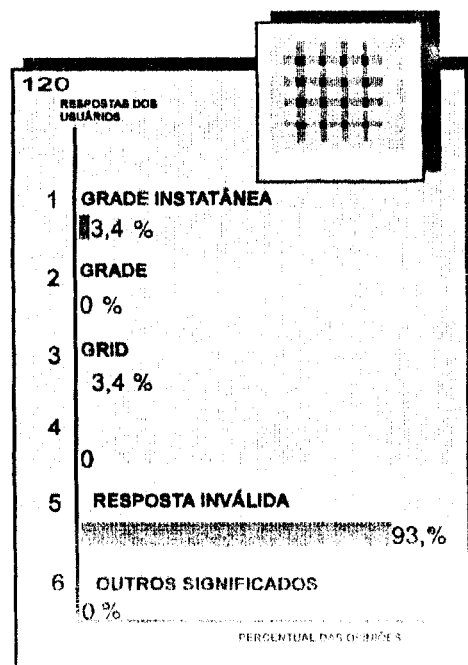 120
RESPOSTAS DOS
USUÁRIOS
1 GRADE INSTATÂNEA
3,4 %
2 GRADE
0 %
3 GRID
3,4 %
4
0
5 RESPOSTA INVÁLIDA
93,%
6 OUTROS SIGNIFICADOS
0 %
PERCENTUAL DAS OPINIÕES